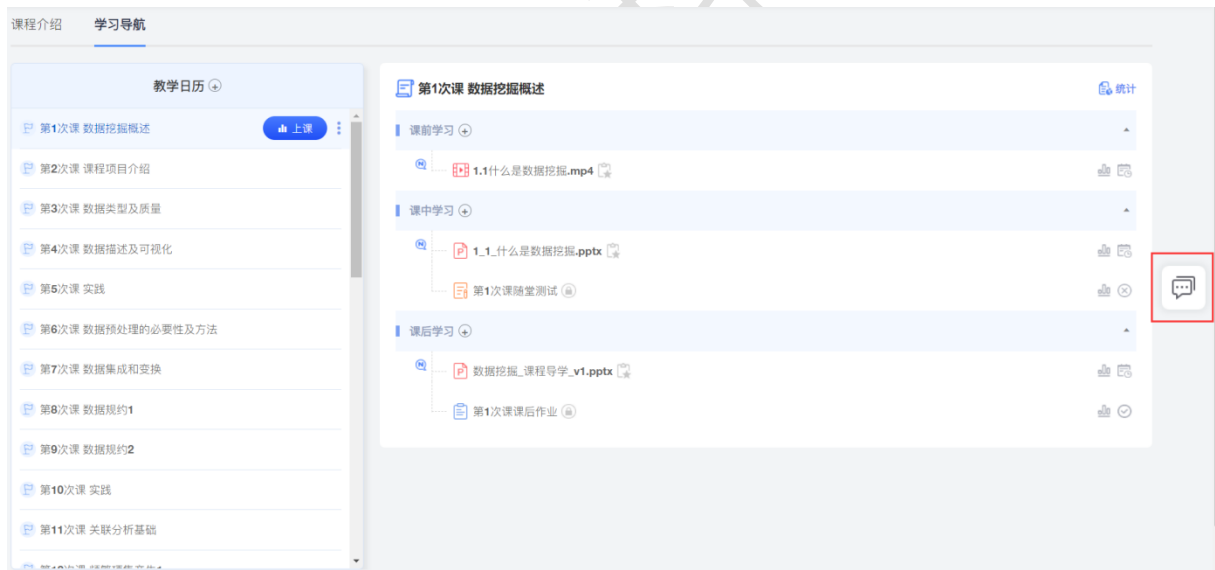 课程介绍 学习导航
教学日历
第1次课 数据挖掘概述 上课
第2次课 课程项目介绍
第3次课 数据类型及质量
第4次课 数据描述及可视化
第5次课 实践
第6次课 数据预处理的必要性及方法
第7次课 数据集成和变换
第8次课 数据规约1
第9次课 数据规约2
第10次课 实践
第11次课 关联分析基础
第1次课 数据挖掘概述 统计
课前学习
1.1什么是数据挖掘.mp4
课中学习
1_1_什么是数据挖掘.pptx
第1次课随堂测试
课后学习
数据挖掘_课程导学_v1.pptx
第1次课课后作业